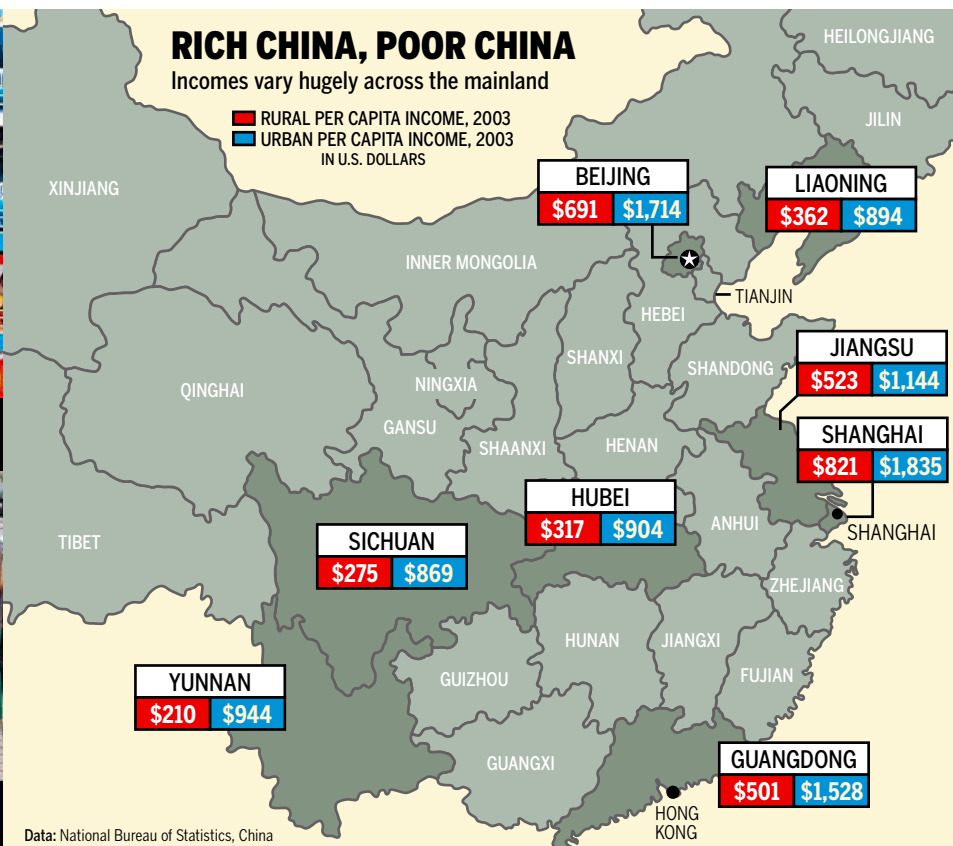 RICH CHINA, POOR CHINA
Incomes vary hugely across the mainland
RURAL PER CAPITA INCOME, 2003
URBAN PER CAPITA INCOME, 2003
IN U.S. DOLLARS
HEILONGJIANG
JILIN
XINJIANG
BEIJING
$691 $1,714
LIAONING
$362 $894
INNER MONGOLIA
TIANJIN
HEBEI
SHANXI
SHANDONG
JIANGSU
$523 $1,144
QINGHAI
NINGXIA
GANSU
SHAANXI
HENAN
SHANGHAI
$821 $1,835
HUBEI
$317 $904
ANHUI
SHANGHAI
TIBET
SICHUAN
$275 $869
ZHEJIANG
HUNAN
JIANGXI
FUJIAN
GUIZHOU
YUNNAN
$210 $944
GUANGXI
GUANGDONG
$501 $1,528
HONG
KONG
Data: National Bureau of Statistics, China